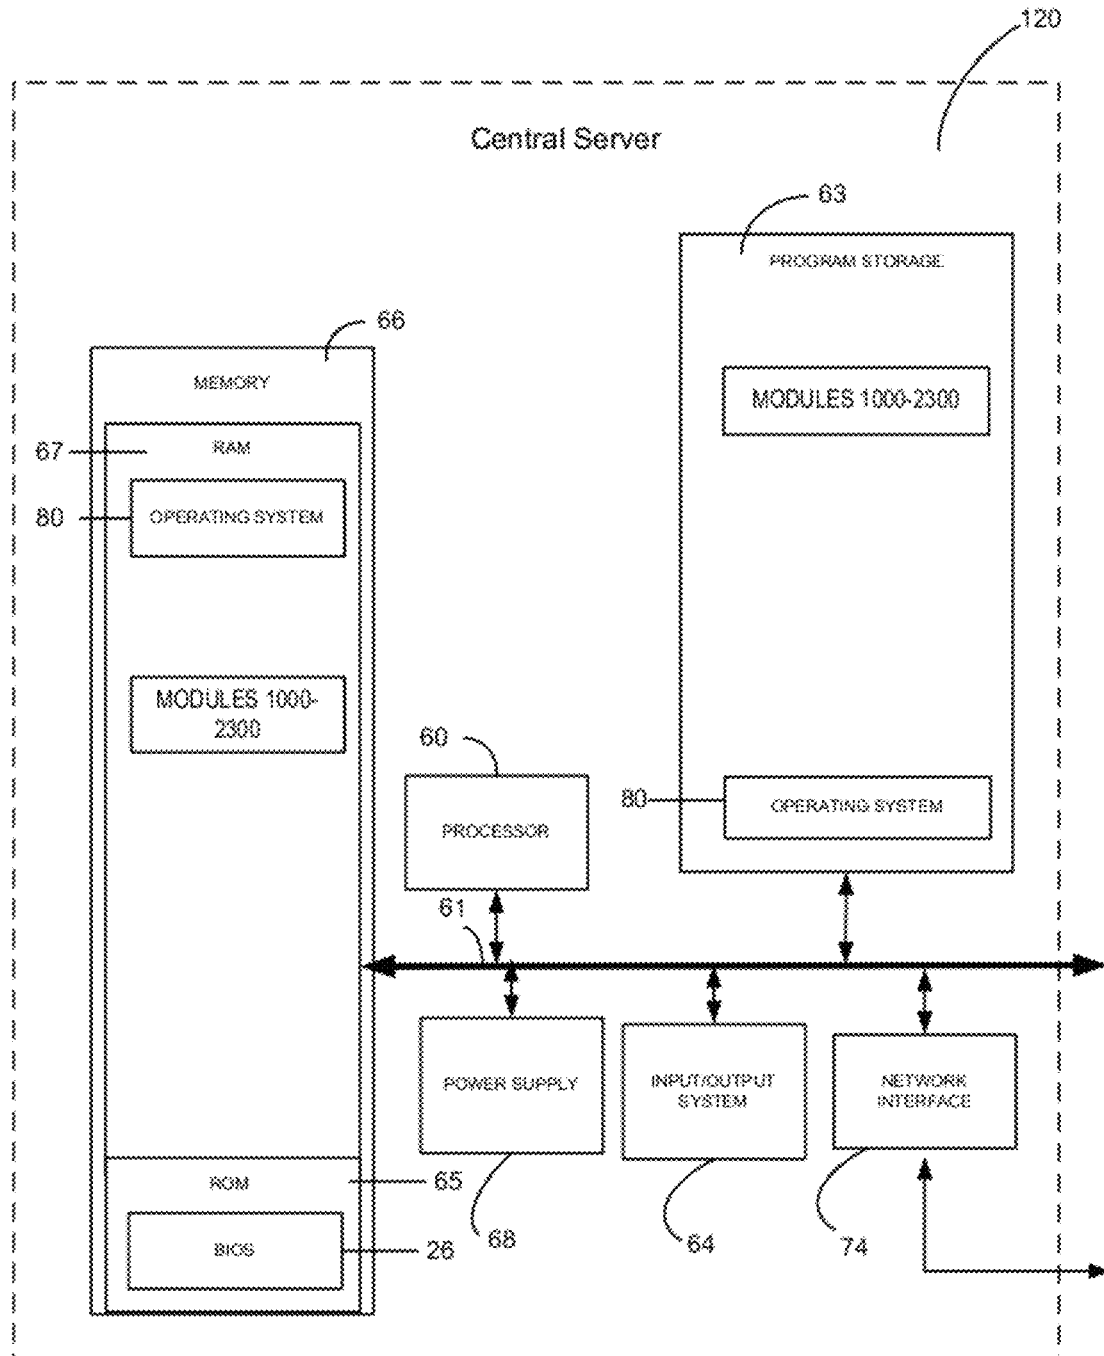 120
Central Server
63
PROGRAM STORAGE
66
MEMORY
MODULES 1000-2300
67
RAM
80
OPERATING SYSTEM
MODULES 1000-
2300
60
PROCESSOR
80
OPERATING SYSTEM
61
POWER SUPPLY
INPUT/OUTPUT
SYSTEM
NETWORK
INTERFACE
ROM
65
BIOS
26
68
64
74